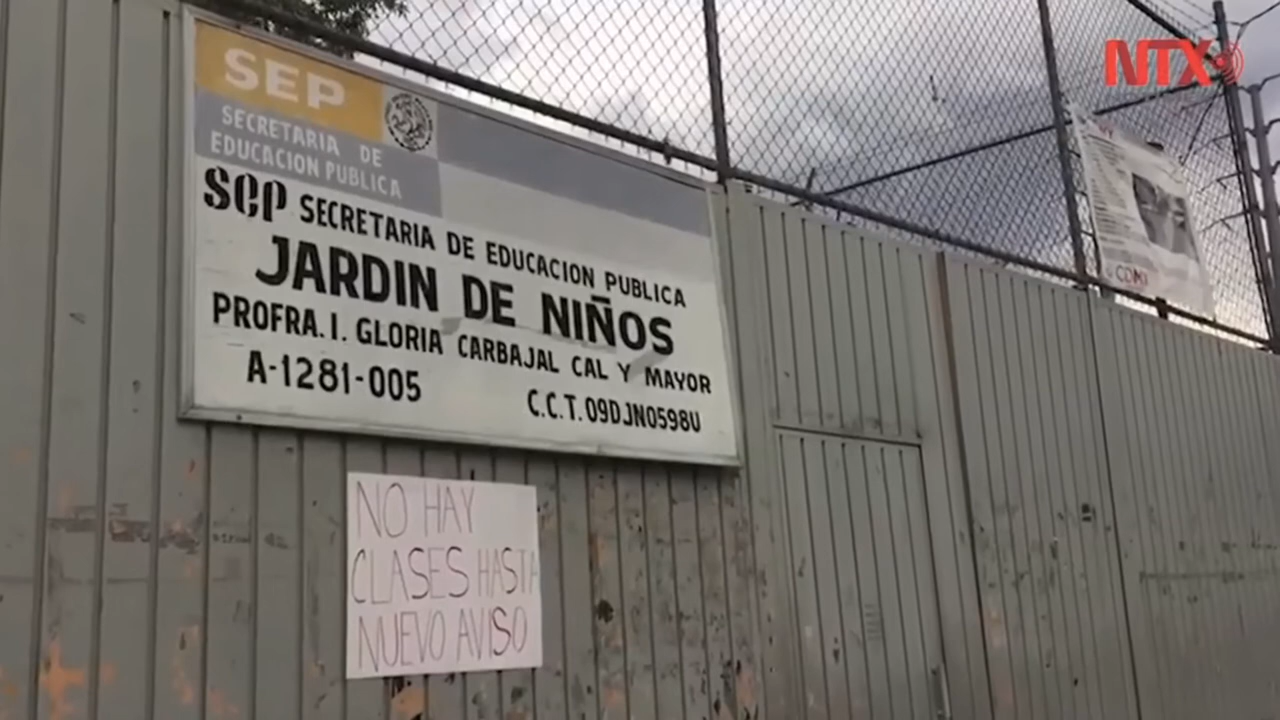 NTX
SEP
SECRETARIA DE
EDUCACION PUBLICA
sep SECRETARIA DE EDUCACION PUBLICA
JARDIN DE NIÑOS
PROFRA. I. GLORIA CARBAJAL CAL Y MAYOR
A-1281-005 C.C.T. 09DJN0598U
CDMX
NO HAY
CLASES HASTA
NUEVO AVISO